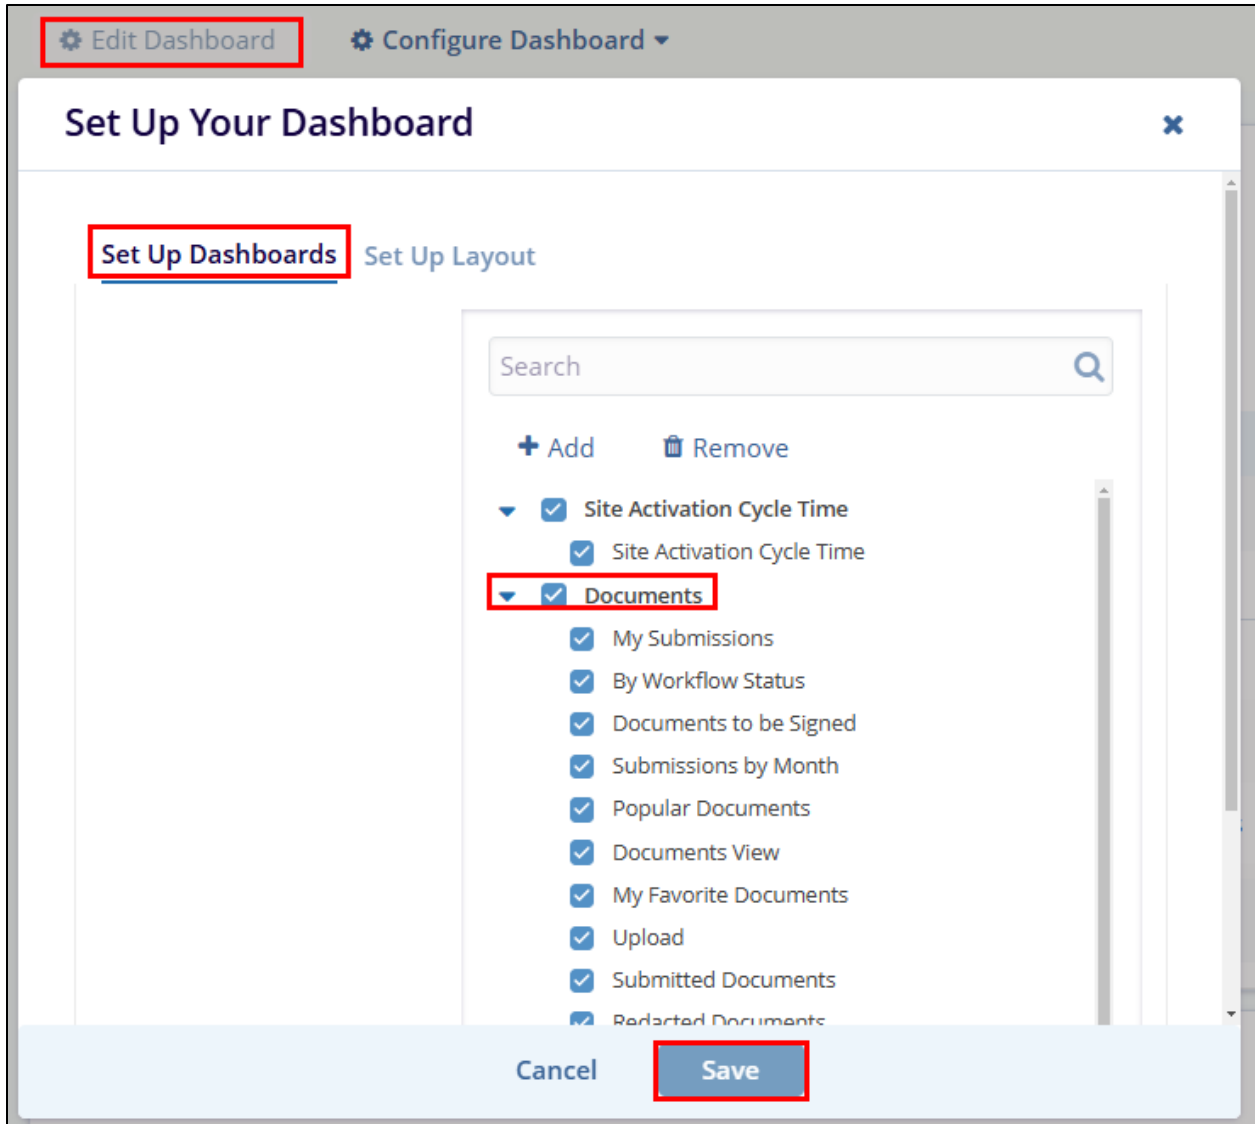 Edit Dashboard Configure Dashboard
Set Up Your Dashboard
Set Up Dashboards Set Up Layout
Search
Add Remove
Site Activation Cycle Time
Site Activation Cycle Time
Documents
My Submissions
By Workflow Status
Documents to be Signed
Submissions by Month
Popular Documents
Documents View
My Favorite Documents
Upload
Submitted Documents
Redacted Documents
Cancel Save